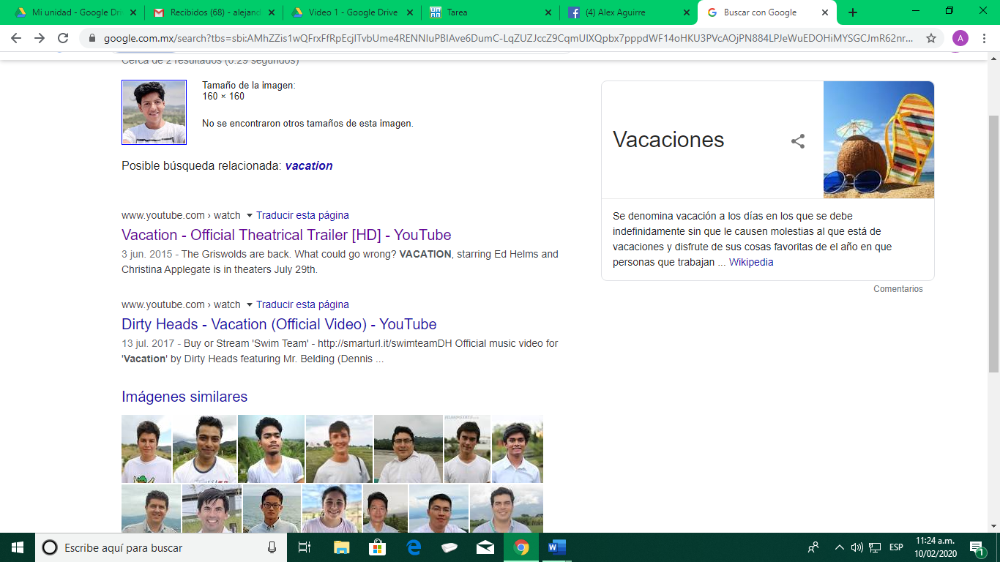 Mi unidad - Google Dri
Recibidos (68) - alejand
Video 1 - Google Drive
UNAM
Tarea
(4) Alex Aguirre
Buscar con Google
google.com.mx/search?tbs=sbi:AMhZZis1wQFrxFfRpEcjITvbUme4RENNIuPBIAve6DumC-LqZUZJccZ9CqmUlXQpbx7pppdWF14oHKU3PVcAOjPN884LPJeWuEDOHiMYSGCJmR62nr...
A
Cerca de 2 resultados (0.29 segundos)
Tamaño de la imagen:
160 × 160
No se encontraron otros tamaños de esta imagen.
Posible búsqueda relacionada: vacation
www.youtube.com › watch ▾ Traducir esta página
Vacation - Official Theatrical Trailer [HD] - YouTube
3 jun. 2015 - The Griswolds are back. What could go wrong? VACATION, starring Ed Helms and
Christina Applegate is in theaters July 29th.
www.youtube.com › watch ▾ Traducir esta página
Dirty Heads - Vacation (Official Video) - YouTube
13 jul. 2017 - Buy or Stream 'Swim Team' - http://smarturl.it/swimteamDH Official music video for
'Vacation' by Dirty Heads featuring Mr. Belding (Dennis ...
Imágenes similares
Vacaciones
Se denomina vacación a los días en los que se debe
indefinidamente sin que le causen molestias al que está de
vacaciones y disfrute de sus cosas favoritas de el año en que
personas que trabajan ... Wikipedia
Comentarios
Escribe aquí para buscar
ESP
11:24 a.m.
10/02/2020
1